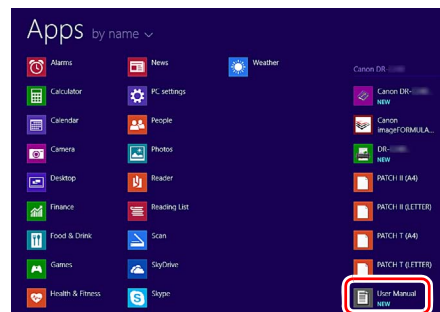 Apps by name
Alarms
Calculator
Calendar
Camera
Desktop
Finance
Food & Drink
Games
Health & Fitness
News
PC settings
People
Photos
Reader
Reading List
Scan
SkyDrive
Skype
Weather
Canon DR-
Canon DR-
NEW
Canon
imageFORMULA...
DR-
NEW
PATCH II (A4)
PATCH II (LETTER)
PATCH T (A4)
PATCH T (LETTER)
User Manual
NEW